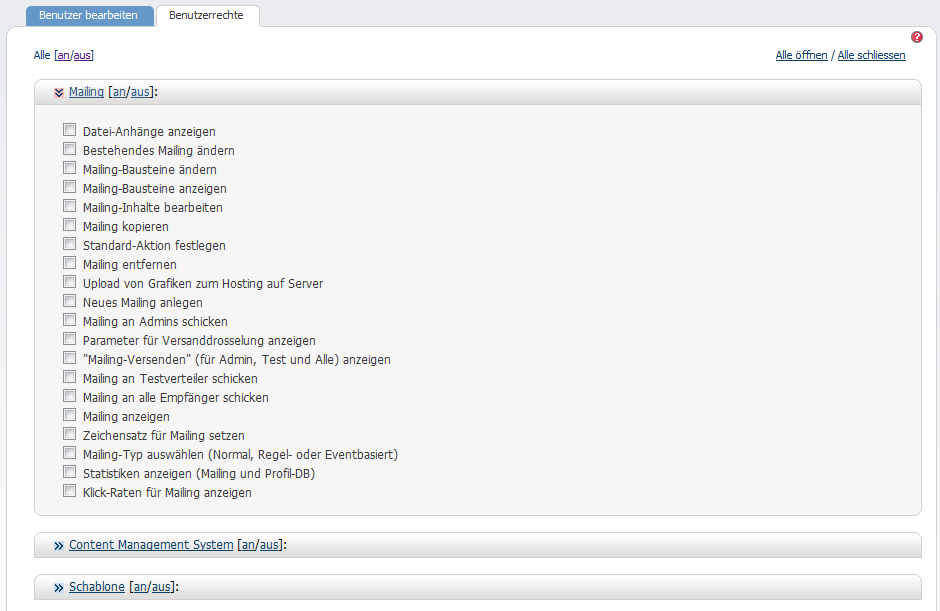 Benutzer bearbeiten Benutzerrechte
?
Alle [an/aus] Alle öffnen / Alle schliessen
Mailing [an/aus]:
Datei-Anhänge anzeigen
Bestehendes Mailing ändern
Mailing-Bausteine ändern
Mailing-Bausteine anzeigen
Mailing-Inhalte bearbeiten
Mailing kopieren
Standard-Aktion festlegen
Mailing entfernen
Upload von Grafiken zum Hosting auf Server
Neues Mailing anlegen
Mailing an Admins schicken
Parameter für Versanddrosselung anzeigen
"Mailing-Versenden" (für Admin, Test und Alle) anzeigen
Mailing an Testverteiler schicken
Mailing an alle Empfänger schicken
Mailing anzeigen
Zeichensatz für Mailing setzen
Mailing-Typ auswählen (Normal, Regel- oder Eventbasiert)
Statistiken anzeigen (Mailing und Profil-DB)
Klick-Raten für Mailing anzeigen
Content Management System [an/aus]:
Schablone [an/aus]: